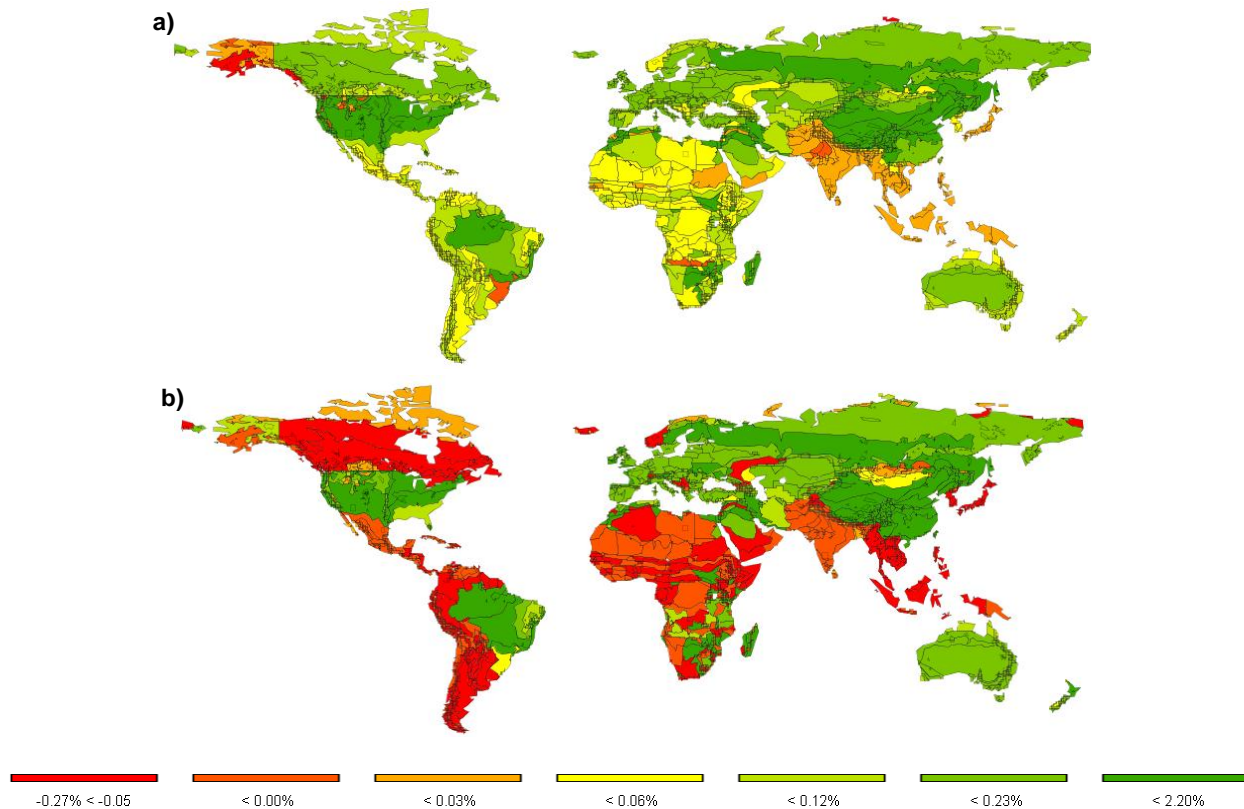 a)
b)
-0.27% < -0.05
< 0.00%
< 0.03%
< 0.06%
< 0.12%
< 0.23%
< 2.20%